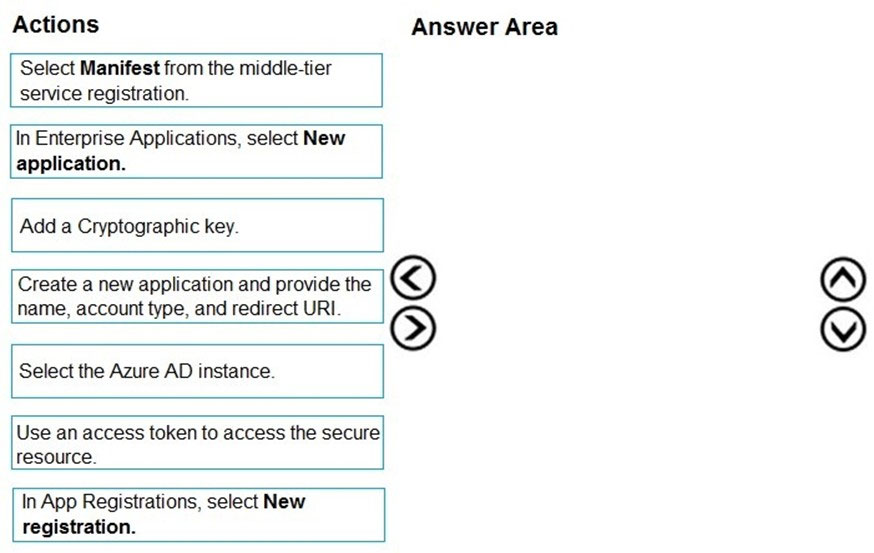 Actions
Answer Area
Select Manifest from the middle-tier
service registration.
In Enterprise Applications, select New
application.
Add a Cryptographic key.
Create a new application and provide the
name, account type, and redirect URI.
Select the Azure AD instance.
Use an access token to access the secure
resource.
In App Registrations, select New
registration.